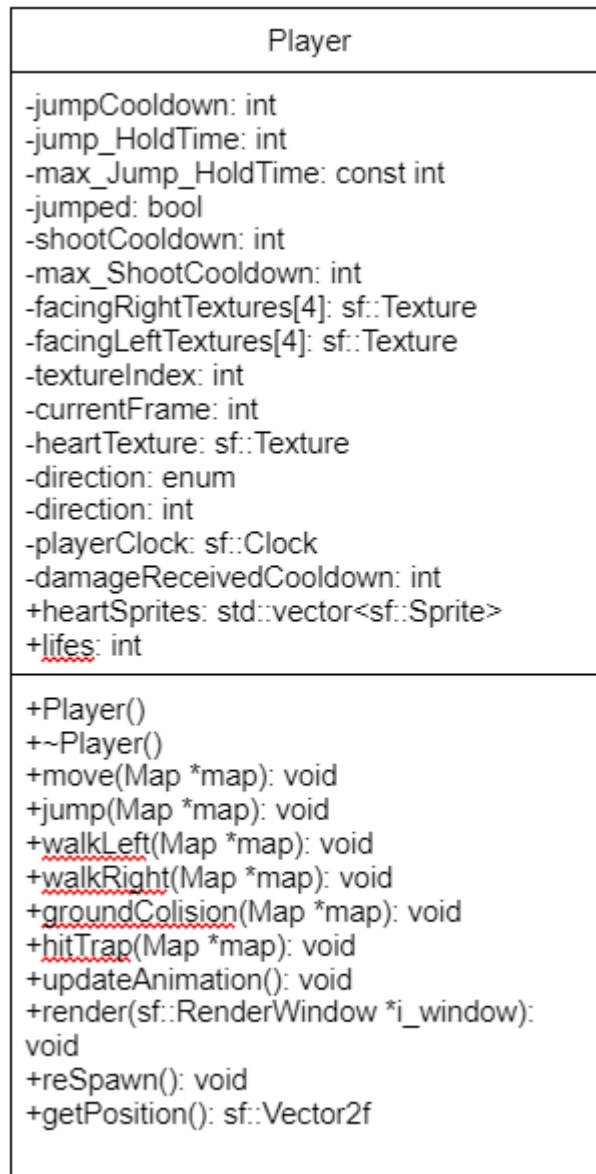 Player
-jumpCooldown: int
-jump_HoldTime: int
-max_Jump_HoldTime: const int
-jumped: bool
-shootCooldown: int
-max_ShootCooldown: int
-facingRightTextures[4]: sf::Texture
-facingLeftTextures[4]: sf::Texture
-textureIndex: int
-currentFrame: int
-heartTexture: sf::Texture
-direction: enum
-direction: int
-playerClock: sf::Clock
-damageReceivedCooldown: int
+heartSprites: std::vector<sf::Sprite>
+lifes: int
+Player()
+~Player()
+move(Map *map): void
+jump(Map *map): void
+walkLeft(Map *map): void
+walkRight(Map *map): void
+groundColision(Map *map): void
+hitTrap(Map *map): void
+updateAnimation(): void
+render(sf::RenderWindow *i_window):
void
+reSpawn(): void
+getPosition(): sf::Vector2f